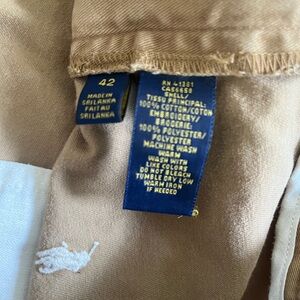 42
MADE IN
SRI LANKA
FAIT AU
SRI LANKA
RN 41381
CA06550
SHELL/
TISSU PRINCIPAL:
100% COTTON/COTON
EMBROIDERY/
BRODERIE:
100% POLYESTER/
POLYESTER
MACHINE WASH
WARM
WASH WITH
LIKE COLORS
DO NOT BLEACH
TUMBLE DRY LOW
WARM IRON
IF NEEDED